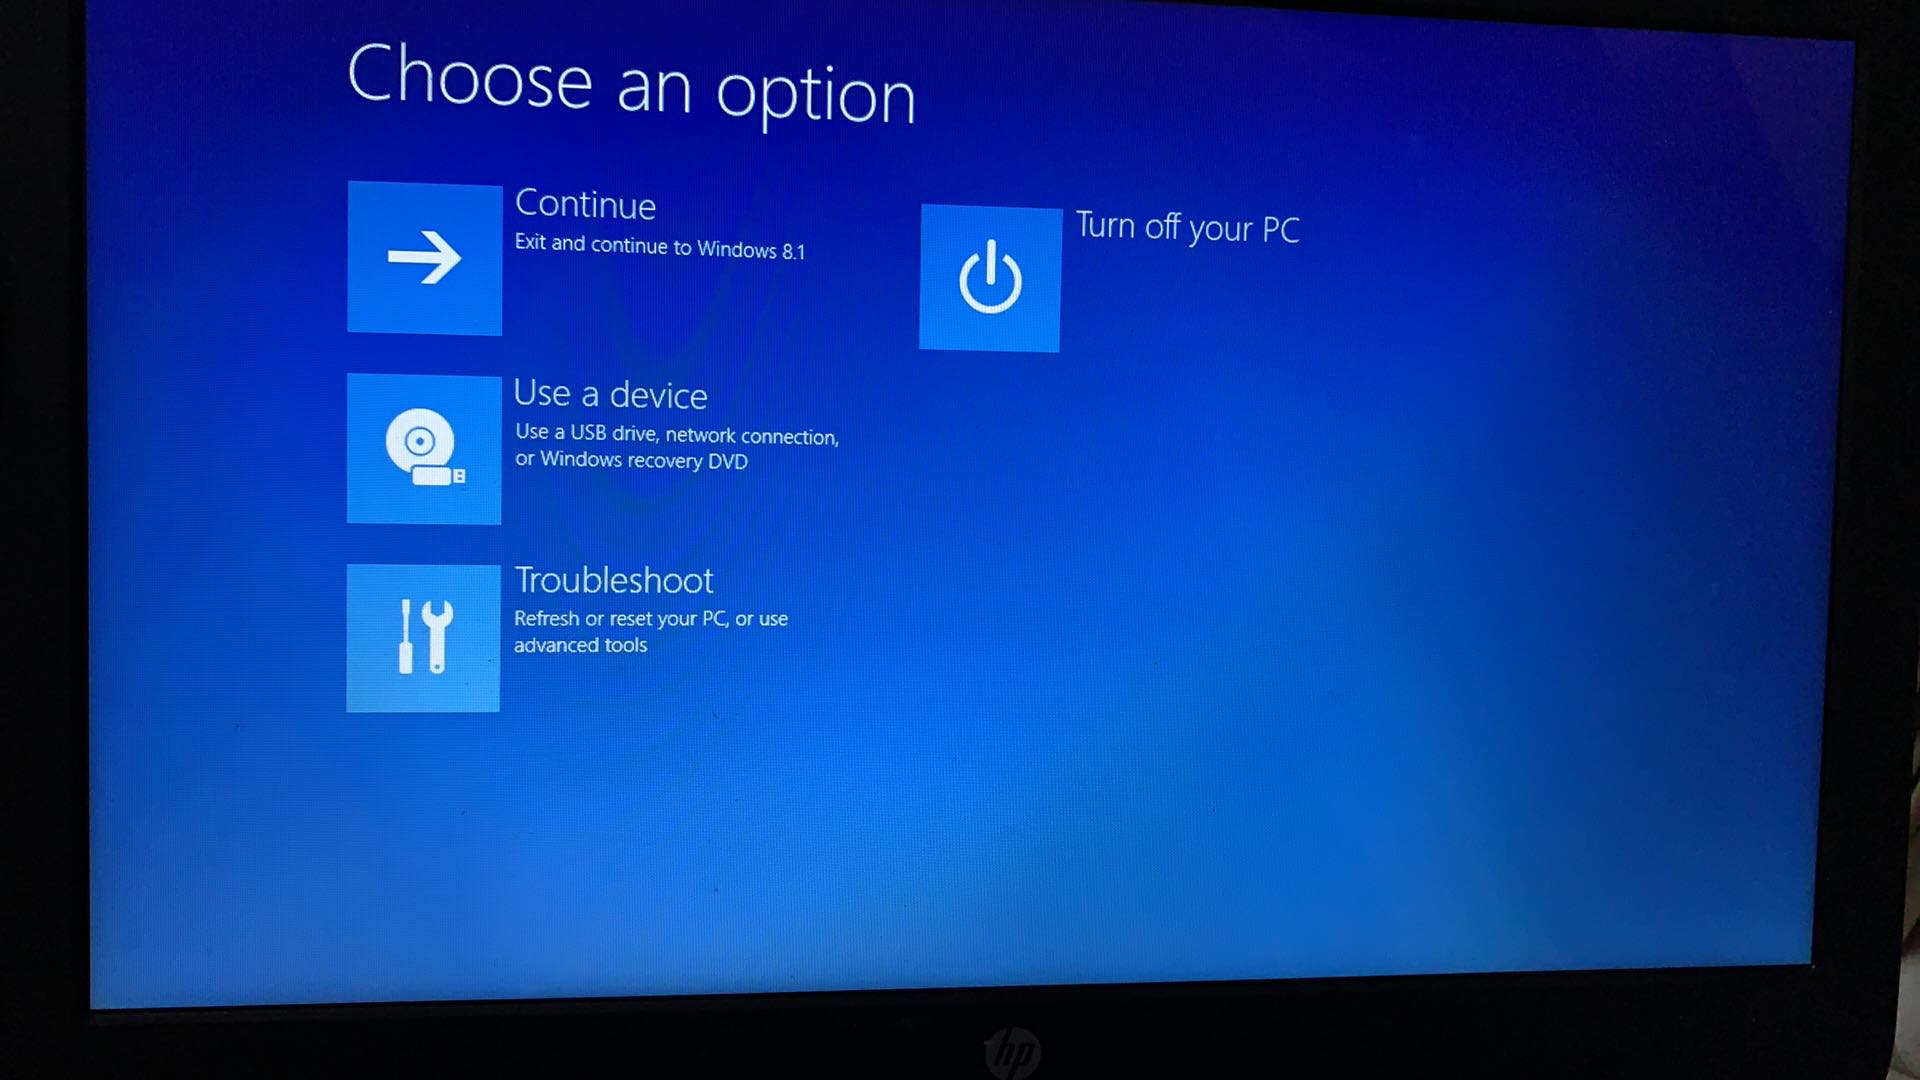 Choose an option
Continue
Exit and continue to Windows 8.1
Turn off your PC
Use a device
Use a USB drive, network connection,
or Windows recovery DVD
Troubleshoot
Refresh or reset your PC, or use
advanced tools
hp